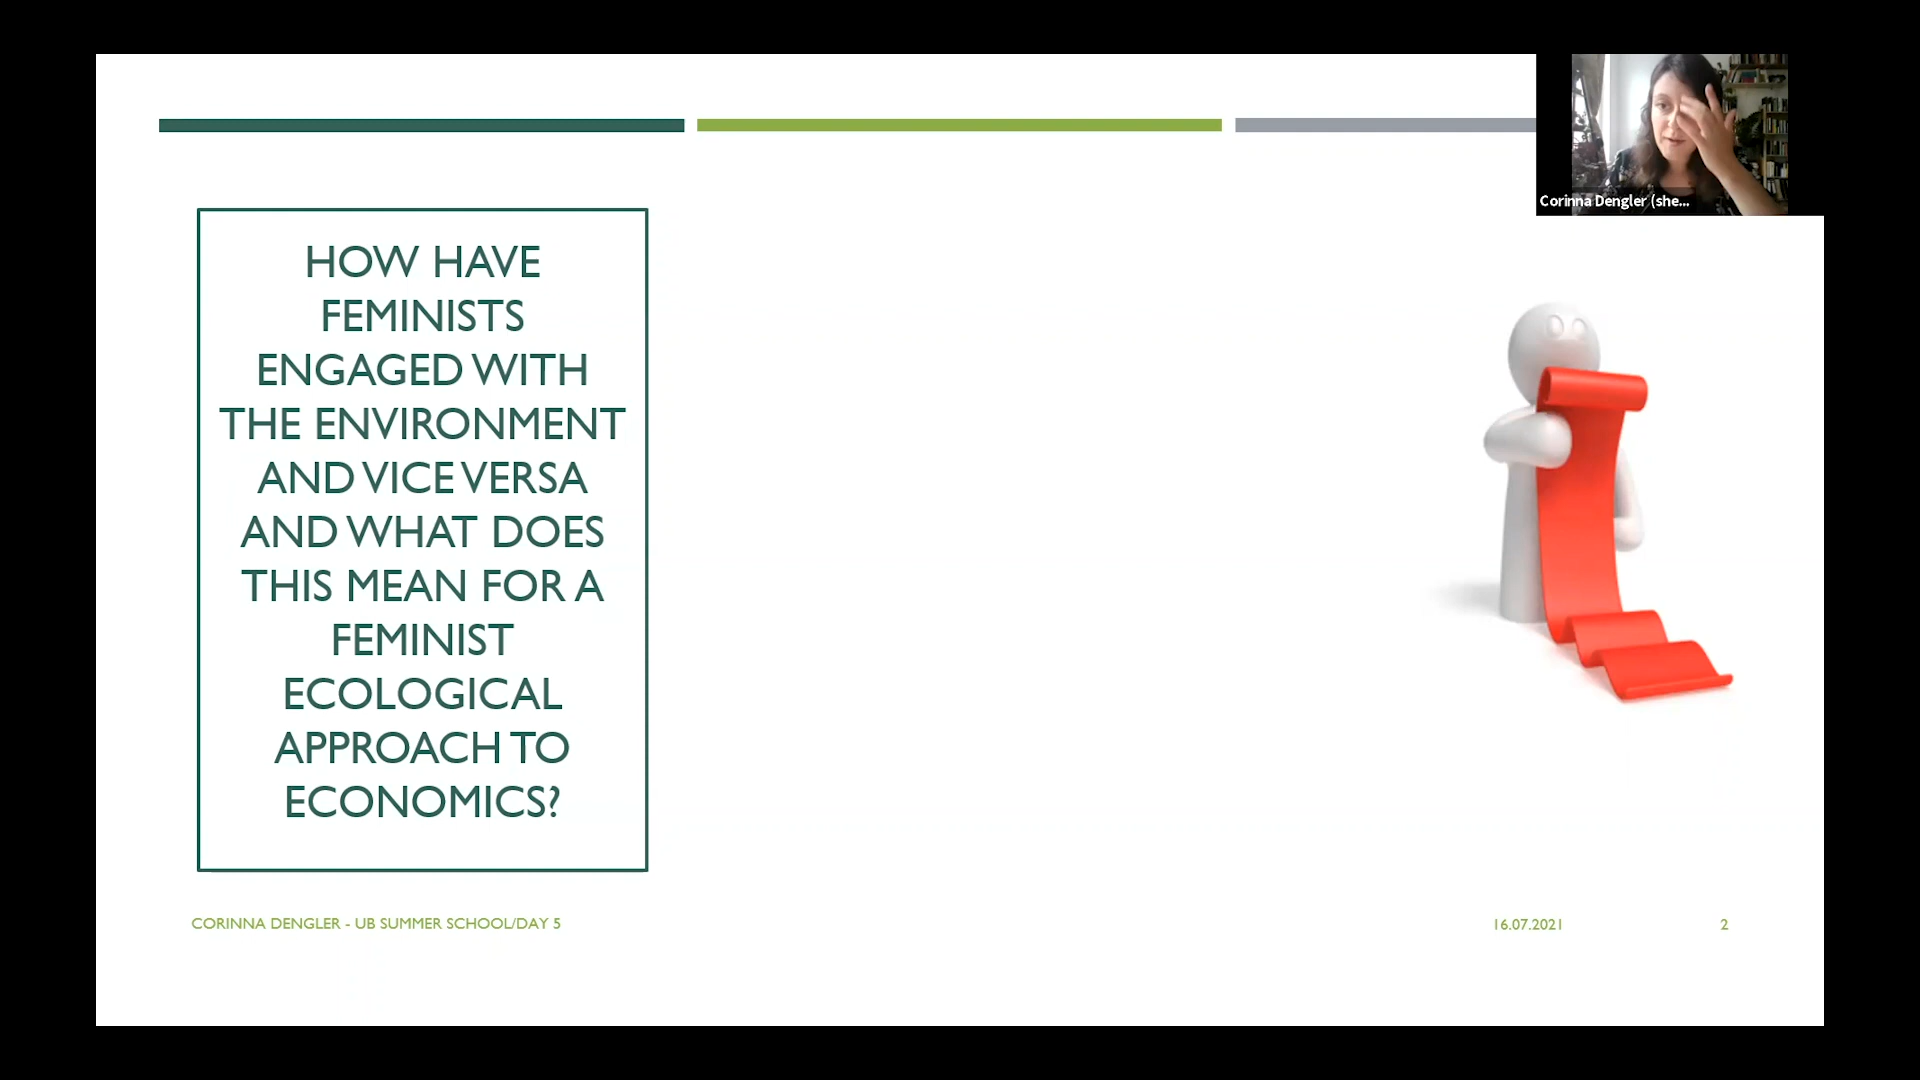 Corinna Dengler (she...
HOW HAVE
FEMINISTS
ENGAGED WITH
THE ENVIRONMENT
AND VICE VERSA
AND WHAT DOES
THIS MEAN FOR A
FEMINIST
ECOLOGICAL
APPROACH TO
ECONOMICS?
CORINNA DENGLER - UB SUMMER SCHOOL/DAY 5
16.07.2021
2